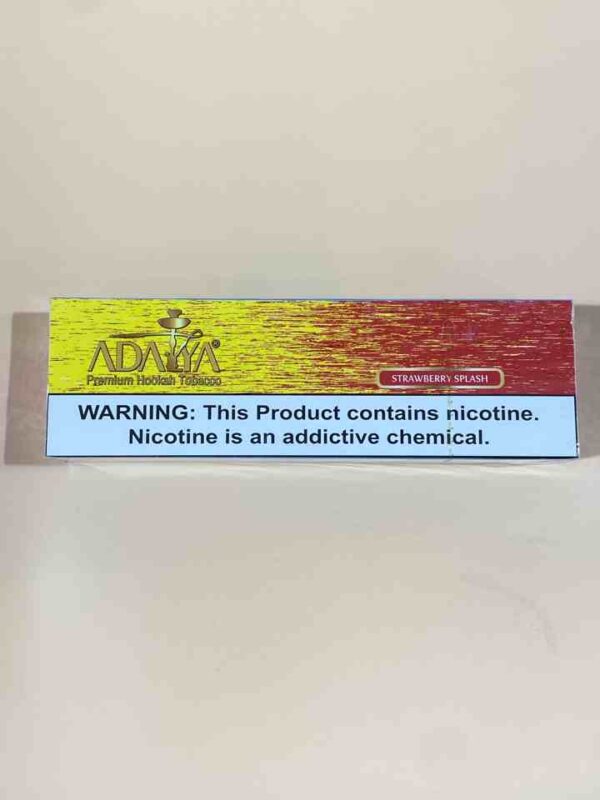 ADALYA®
Premium Hookah Tobacco
STRAWBERRY SPLASH
WARNING: This Product contains nicotine.
Nicotine is an addictive chemical.